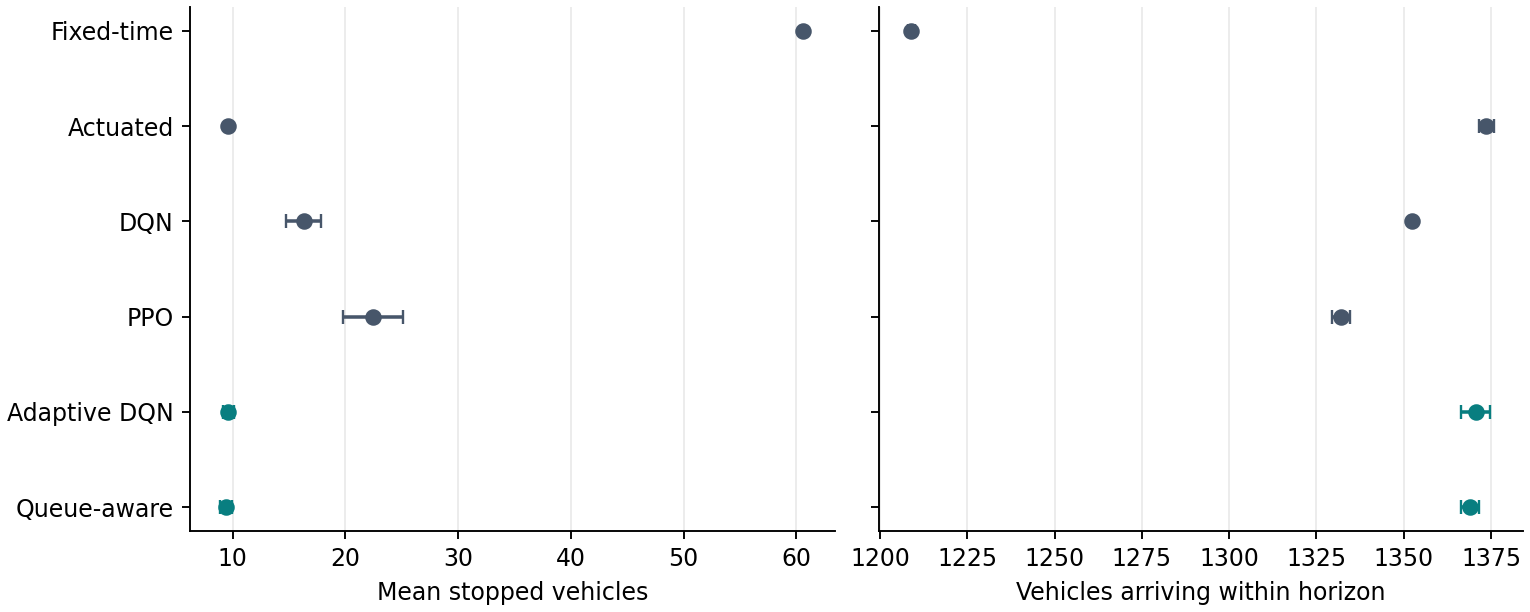 Fixed-time
Actuated
DQN
PPO
Adaptive DQN
Queue-aware
10 20 30 40 50 60
Mean stopped vehicles
1200 1225 1250 1275 1300 1325 1350 1375
Vehicles arriving within horizon